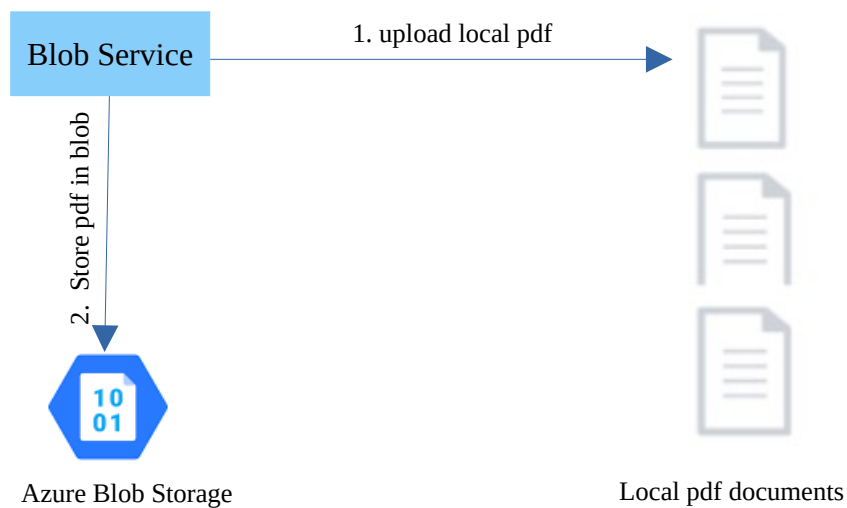 Blob Service
1. upload local pdf
2. Store pdf in blob
10
01
Azure Blob Storage
Local pdf documents